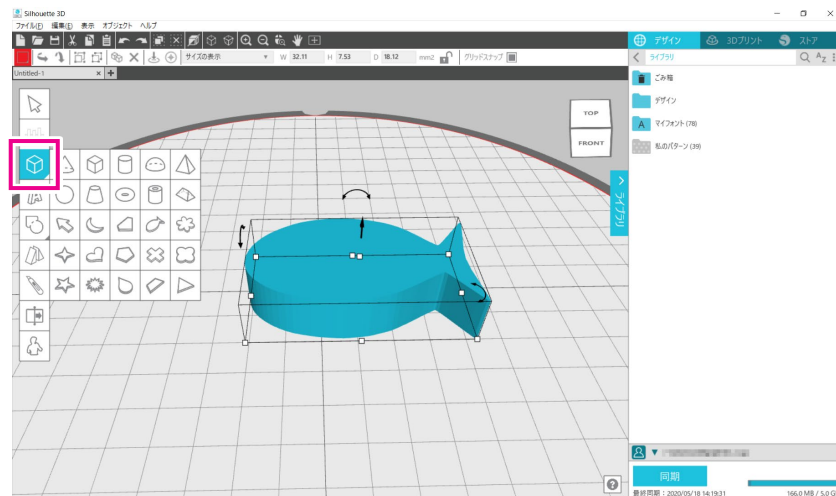 Silhouette 3D
ファイル(F) 編集(E) 表示 オブジェクト ヘルプ
デザイン 3Dプリント ストア
サイズの表示 W 32.11 H 7.53 D 18.12 mm2 グリッドスナップ
ライブラリ
Untitled-1
ごみ箱
デザイン
A マイフォント (78)
私のパターン (39)
TOP
FRONT
ライブラリ
同期
最終同期：2020/05/18 14:19:31 166.0 MB / 5.0 G